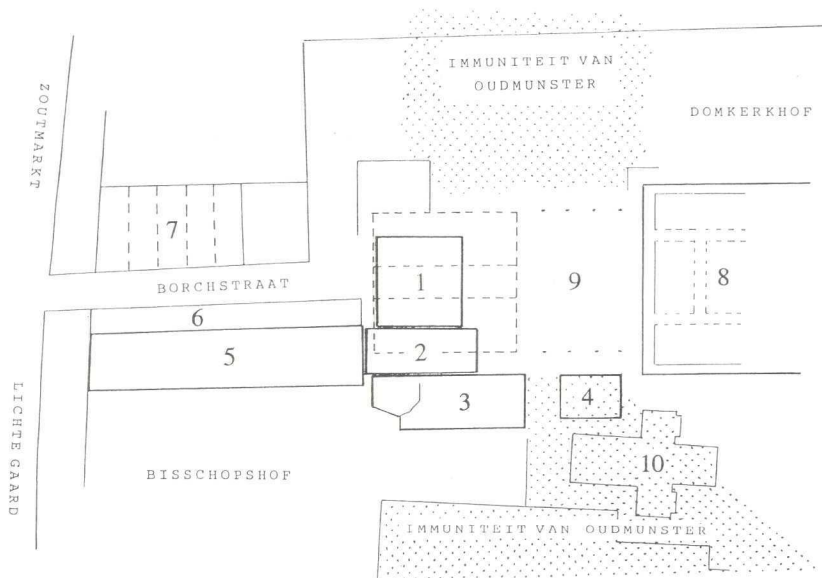 IMMUNITEIT VAN
OUDMUNSTER
DOMKERKHOF
ZOUTMARKT
7
BORCHSTRAAT
1
9
8
6
2
5
3
4
LICHTE GAARD
BISSCHOPSHOF
10
IMMUNITEIT VAN OUDMUNSTER